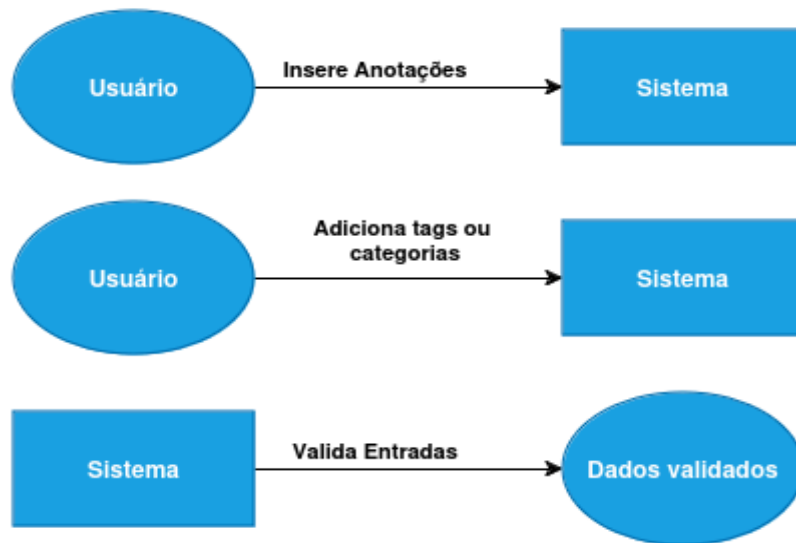 Usuário
Insere Anotações
Sistema
Usuário
Adiciona tags ou
categorias
Sistema
Sistema
Valida Entradas
Dados validados